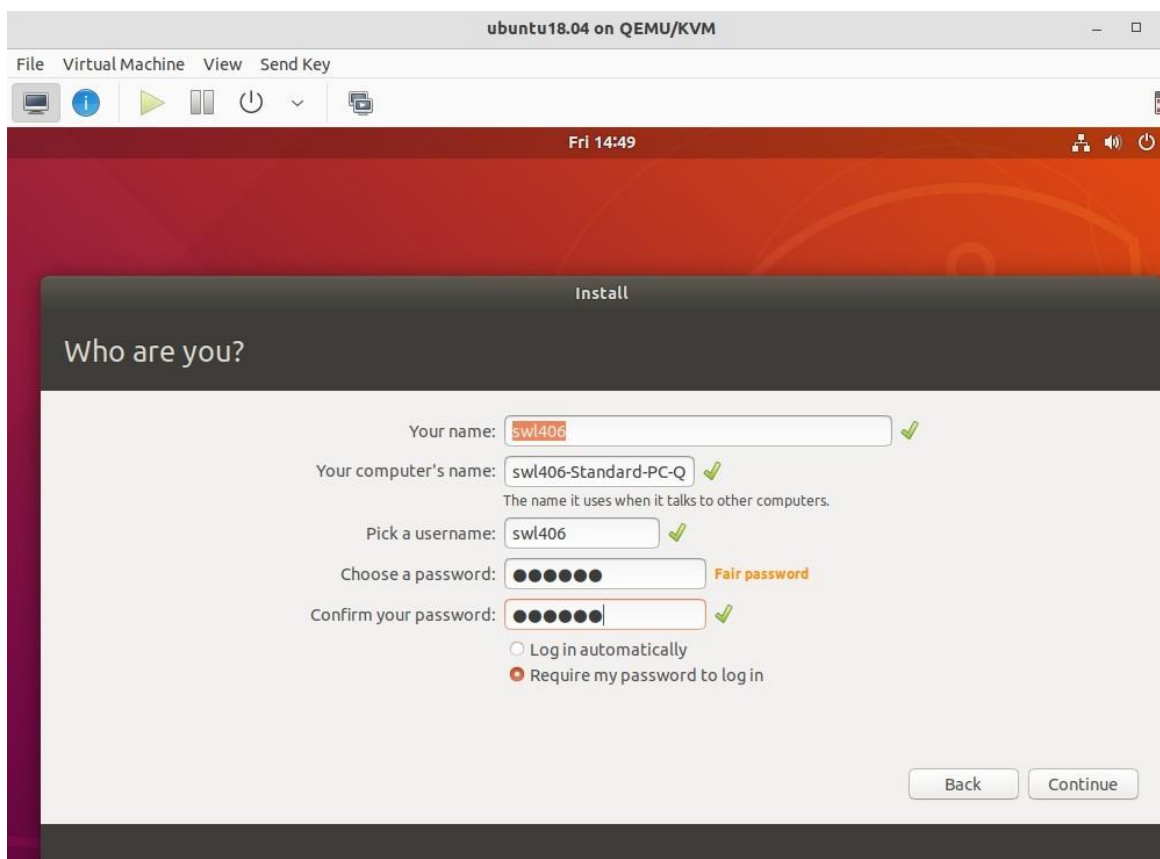 ubuntu18.04 on QEMU/KVM
File Virtual Machine View Send Key
Fri 14:49
Install
Who are you?
Your name: swl406
Your computer's name: swl406-Standard-PC-Q
The name it uses when it talks to other computers.
Pick a username: swl406
Choose a password: ●●●●●● Fair password
Confirm your password: ●●●●●●
Log in automatically
Require my password to log in
Back Continue